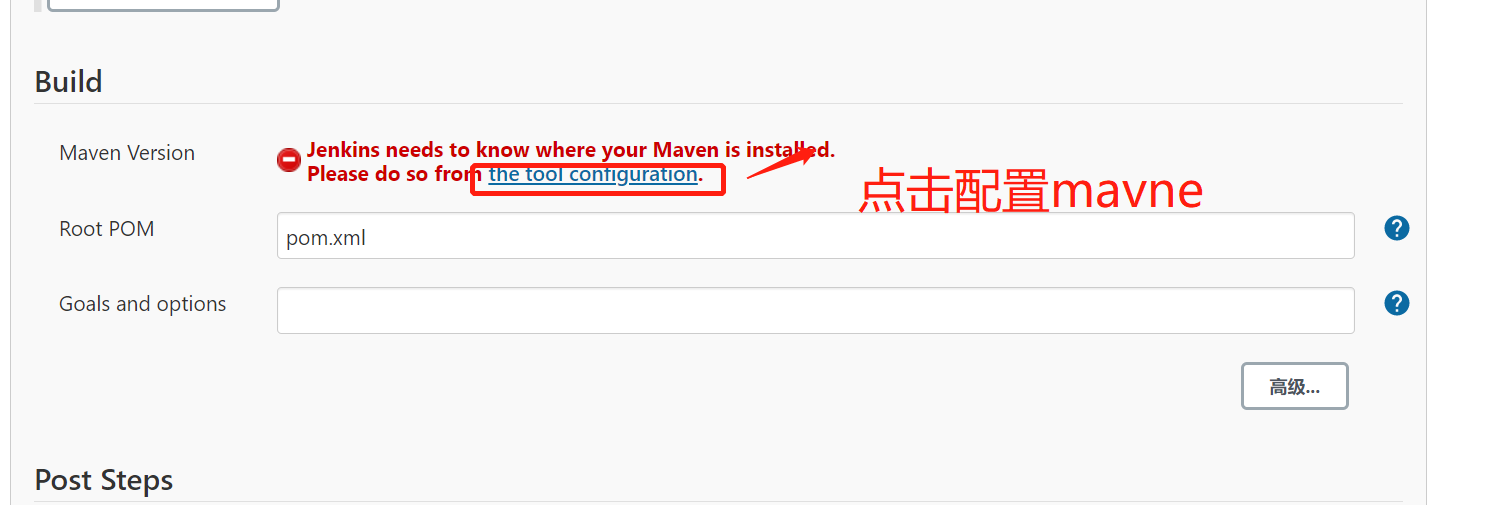 Build
Maven Version
Jenkins needs to know where your Maven is installed.
Please do so from the tool configuration.
点击配置mavne
Root POM
pom.xml
Goals and options
高级...
Post Steps